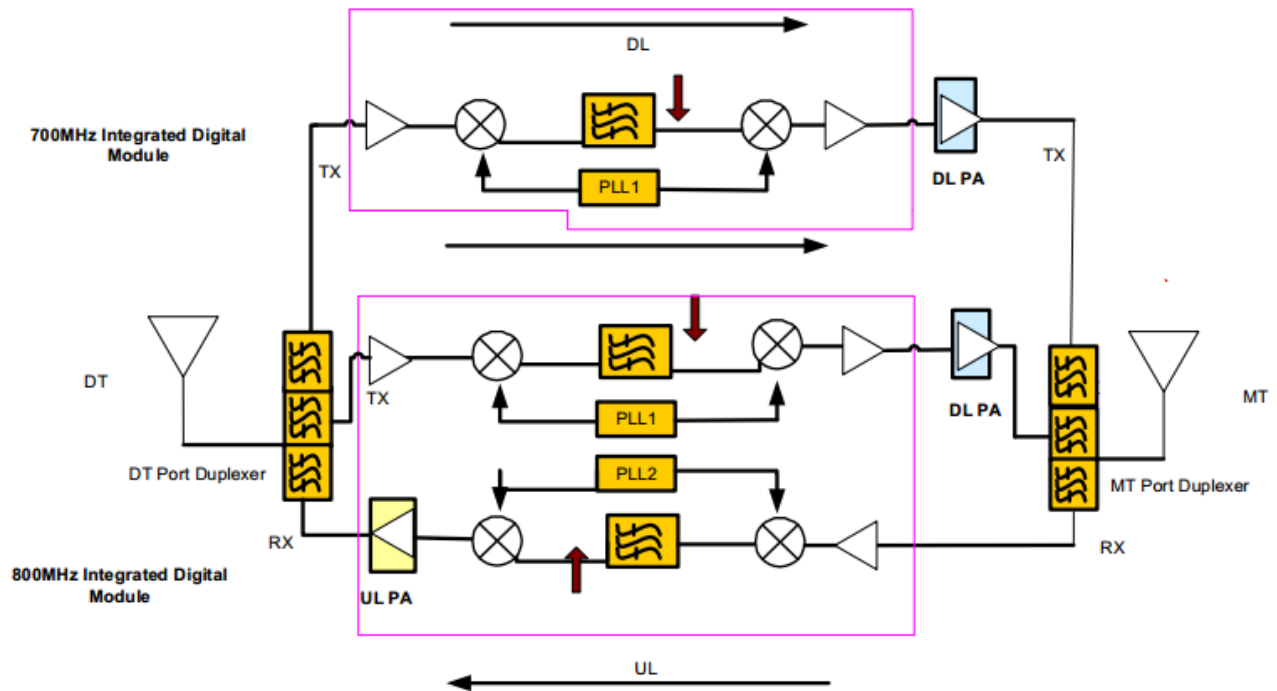 DL
700MHz Integrated Digital
Module
TX
PLL1
DL PA
TX
DT
TX
PLL1
DL PA
MT
DT Port Duplexer
PLL2
MT Port Duplexer
RX
UL PA
RX
800MHz Integrated Digital
Module
UL